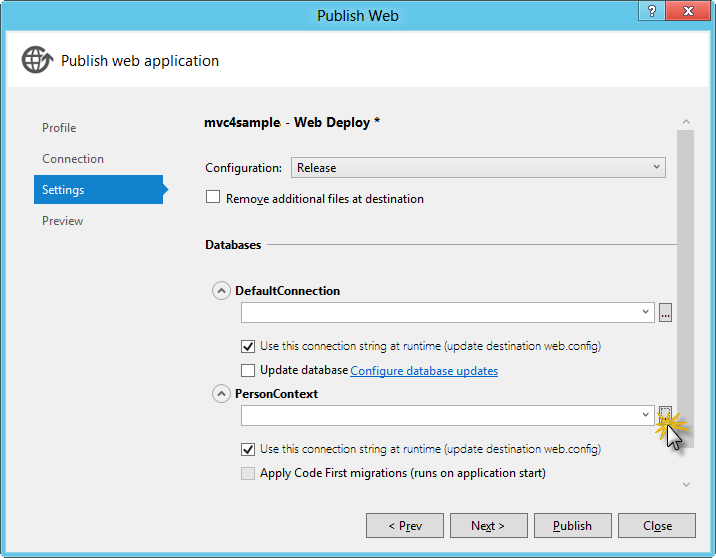 Publish Web
?
Publish web application
Profile
Connection
Settings
Preview
mvc4sample - Web Deploy *
Configuration: Release
Remove additional files at destination
Databases
DefaultConnection
...
Use this connection string at runtime (update destination web.config)
Update database Configure database updates
PersonContext
Use this connection string at runtime (update destination web.config)
Apply Code First migrations (runs on application start)
< Prev Next > Publish Close